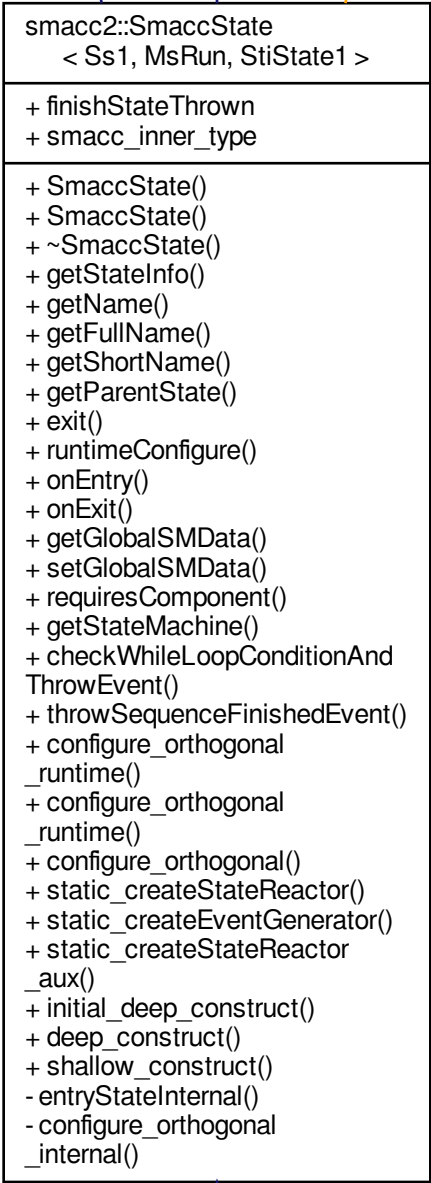 smacc2::SmaccState
< Ss1, MsRun, StiState1 >
+ finishStateThrown
+ smacc_inner_type
+ SmaccState()
+ SmaccState()
+ ~SmaccState()
+ getStateInfo()
+ getName()
+ getFullName()
+ getShortName()
+ getParentState()
+ exit()
+ runtimeConfigure()
+ onEntry()
+ onExit()
+ getGlobalSMData()
+ setGlobalSMData()
+ requiresComponent()
+ getStateMachine()
+ checkWhileLoopConditionAnd
ThrowEvent()
+ throwSequenceFinishedEvent()
+ configure_orthogonal
_runtime()
+ configure_orthogonal
_runtime()
+ configure_orthogonal()
+ static_createStateReactor()
+ static_createEventGenerator()
+ static_createStateReactor
_aux()
+ initial_deep_construct()
+ deep_construct()
+ shallow_construct()
- entryStateInternal()
- configure_orthogonal
_internal()